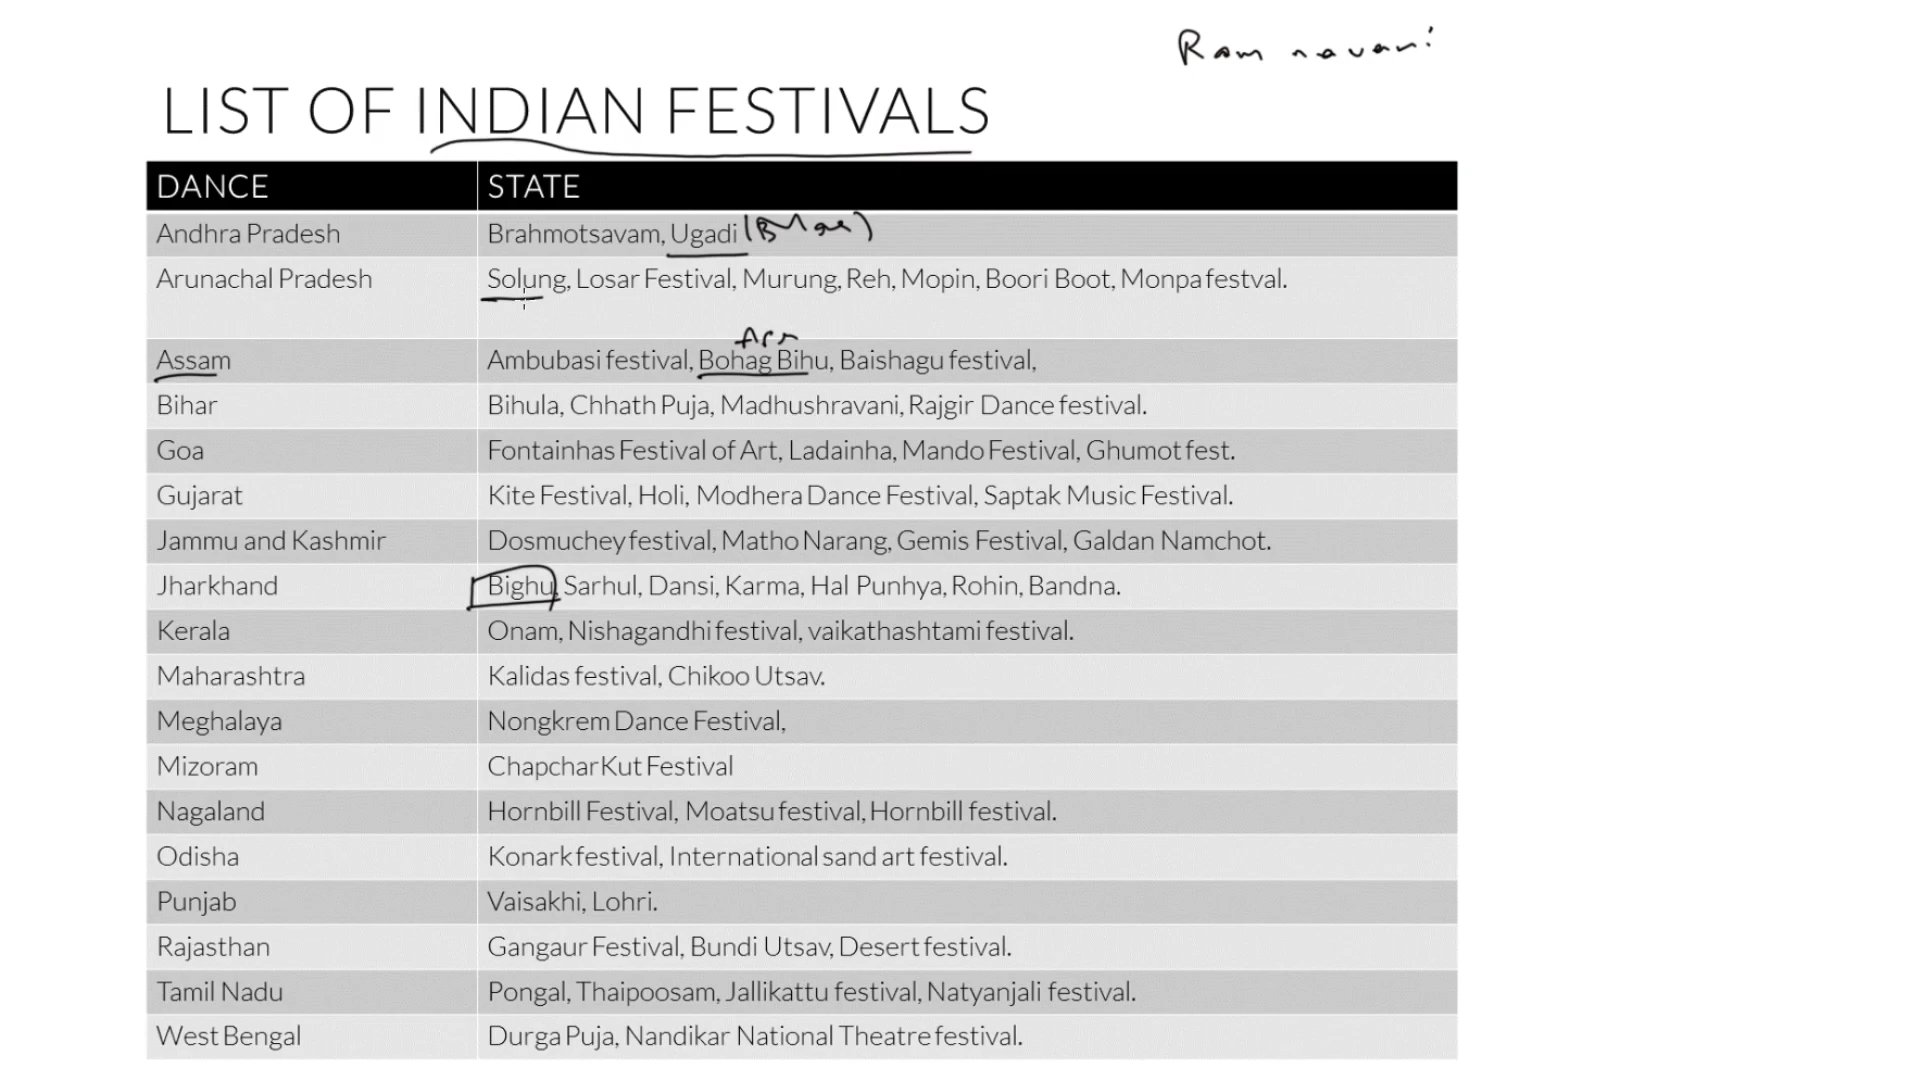 Ram navami
LIST OF INDIAN FESTIVALS
DANCE STATE
Andhra Pradesh Brahmotsavam, Ugadi
Arunachal Pradesh Solung, Losar Festival, Murung, Reh, Mopin, Boori Boot, Monpa festval.
Assam Ambubasi festival, Bohag Bihu, Baishagu festival,
Bihar Bihula, Chhath Puja, Madhushravani, Rajgir Dance festival.
Goa Fontainhas Festival of Art, Ladainha, Mando Festival, Ghumot fest.
Gujarat Kite Festival, Holi, Modhera Dance Festival, Saptak Music Festival.
Jammu and Kashmir Dosmuchey festival, Matho Narang, Gemis Festival, Galdan Namchot.
Jharkhand Bighu, Sarhul, Dansi, Karma, Hal Punhya, Rohin, Bandna.
Kerala Onam, Nishagandhi festival, vaikathashtami festival.
Maharashtra Kalidas festival, Chikoo Utsav.
Meghalaya Nongkrem Dance Festival,
Mizoram ChapcharKut Festival
Nagaland Hornbill Festival, Moatsu festival, Hornbill festival.
Odisha Konark festival, International sand art festival.
Punjab Vaisakhi, Lohri.
Rajasthan Gangaur Festival, Bundi Utsav, Desert festival.
Tamil Nadu Pongal, Thaipoosam, Jallikattu festival, Natyanjali festival.
West Bengal Durga Puja, Nandikar National Theatre festival.